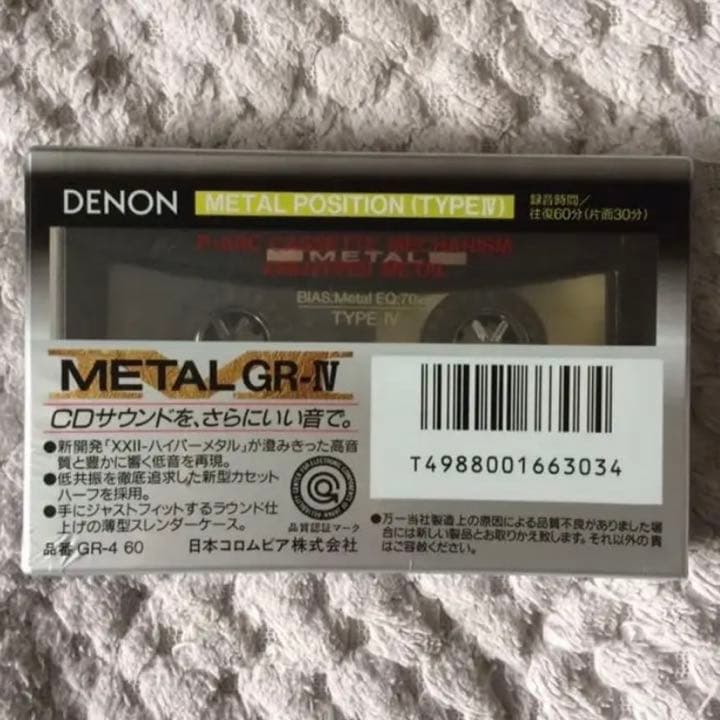 DENON METAL POSITION (TYPE IV) 録音時間/
往復60分(片面30分)
CASSETTE MECHANISM
METAL
METAL
BIAS:Metal EQ:70
TYPE IV
METAL GR-IV
CDサウンドを、さらにいい音で。
●新開発「XXII-ハイパーメタル」が澄みきった高音
質と豊かに響く低音を再現。
●低共振を徹底追求した新型カセット
ハーフを採用。
●手にジャストフィットするラウンド仕
上げの薄型スレンダーケース。
品質認証マーク
品番 GR-4 60 日本コロムビア株式会社
T4988001663034
●万一当社製造上の原因による品質不良がありました場
合には新しい製品とお取りかえ致します。それ以外の責
はご容赦ください。